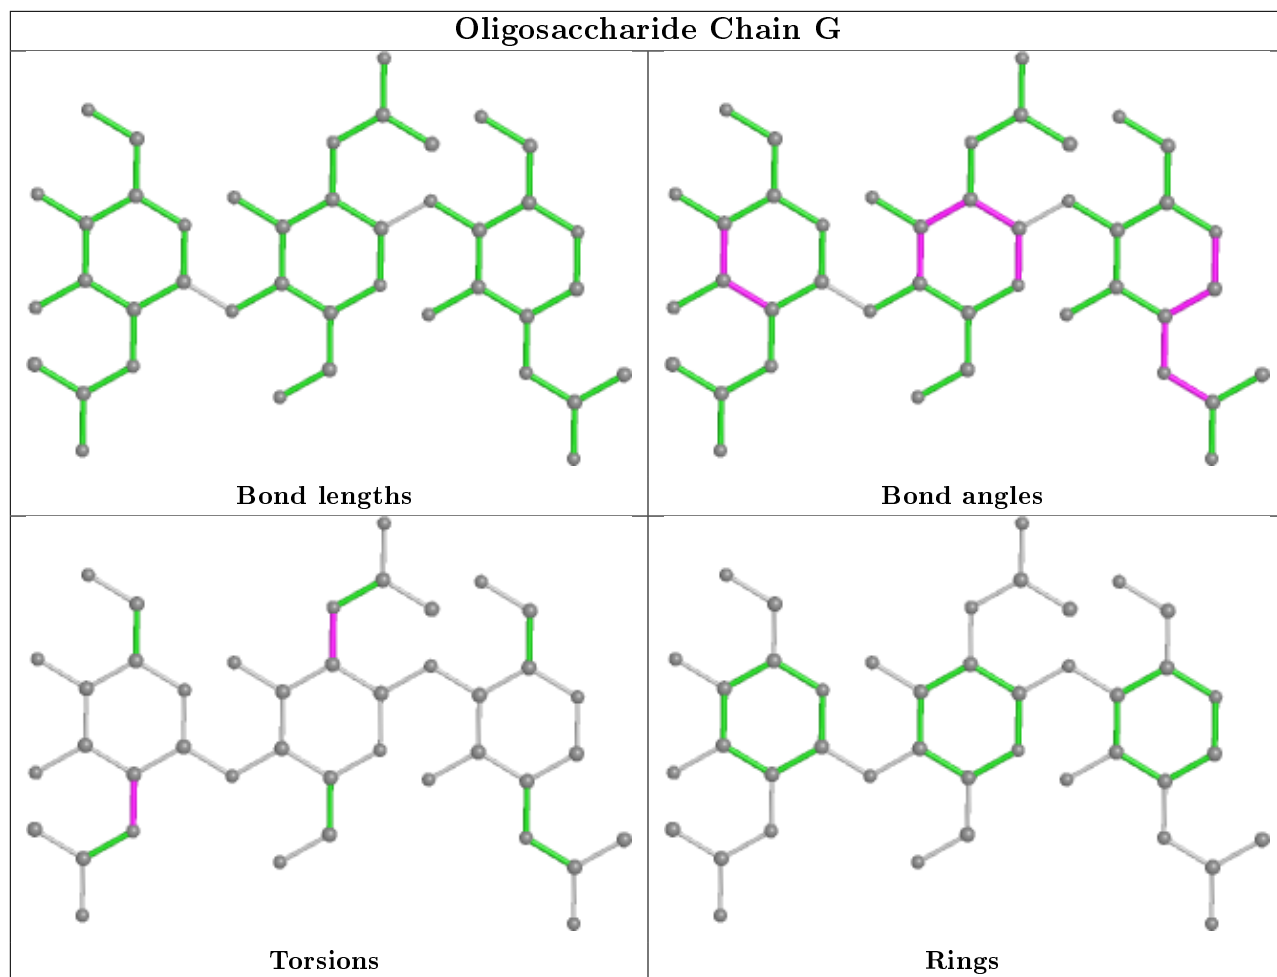 Oligosaccharide Chain G
Bond lengths
Bond angles
Torsions
Rings